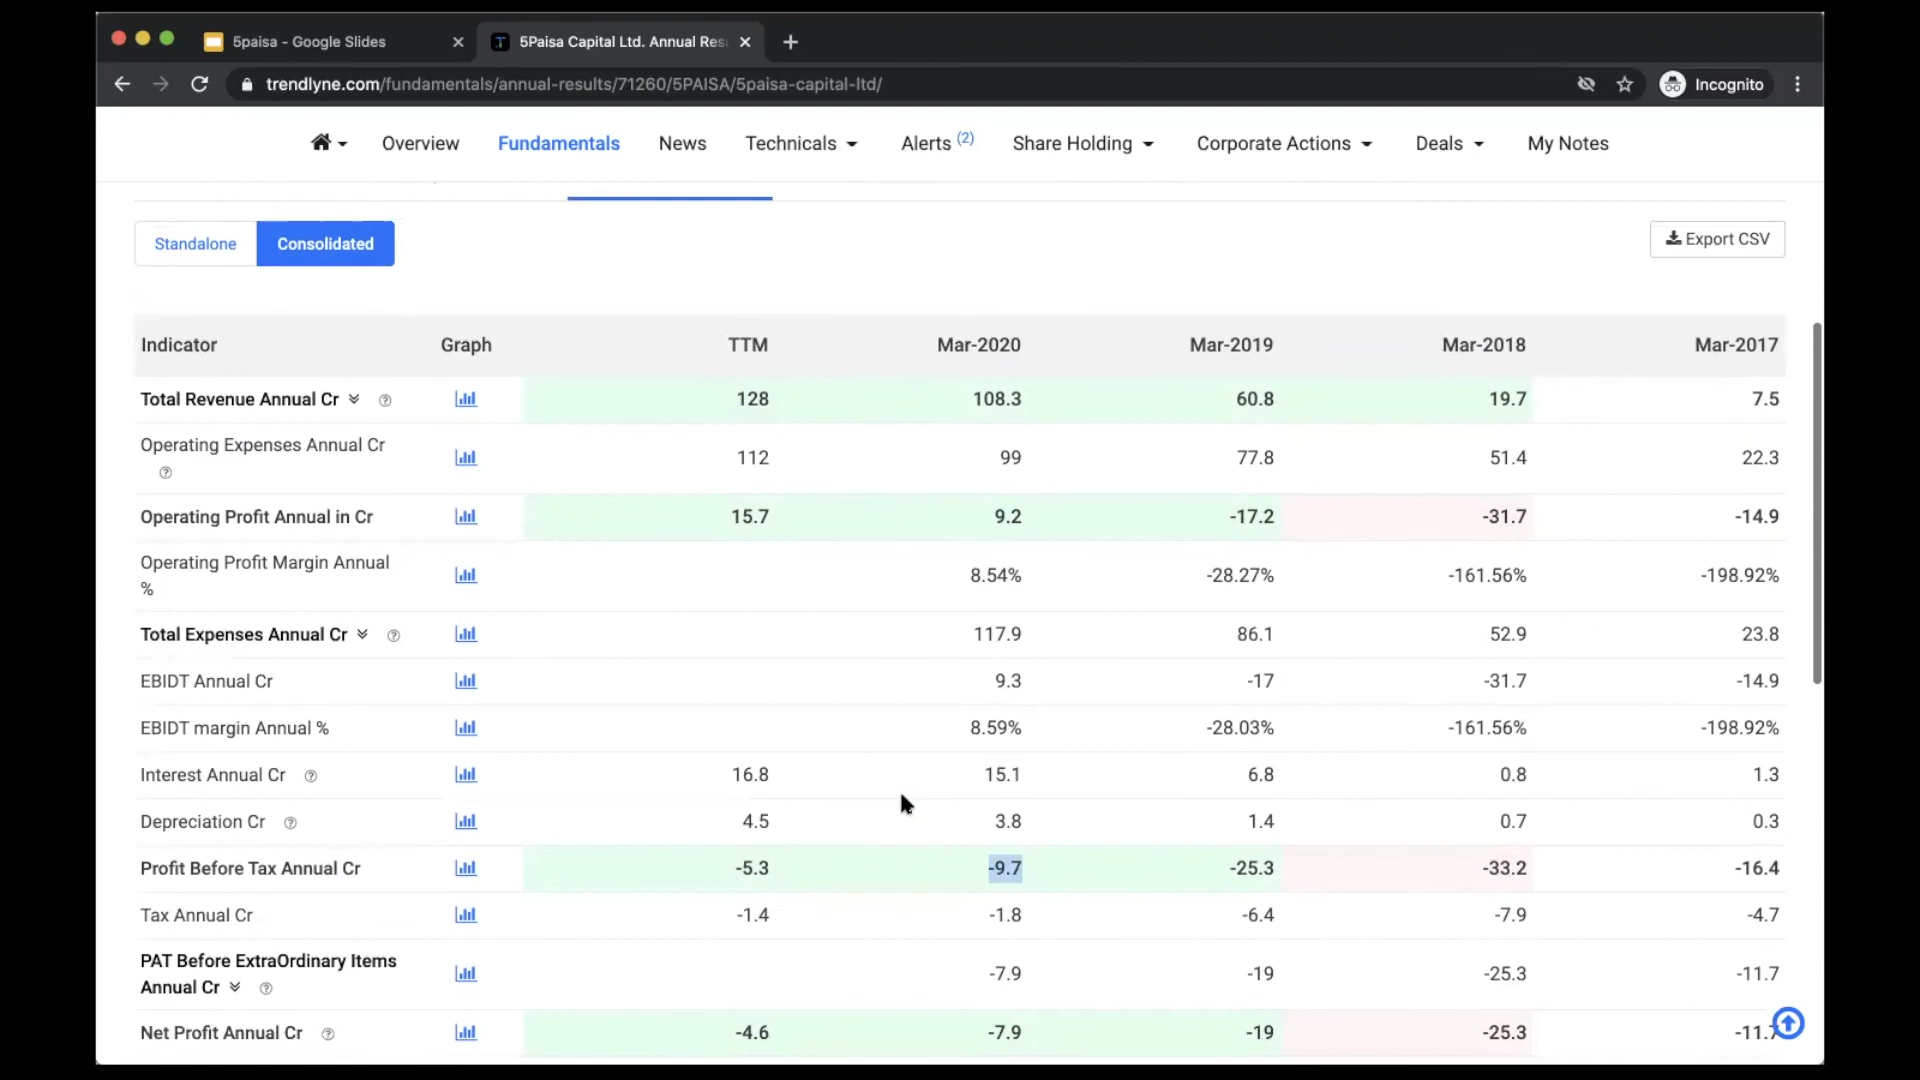 5paisa - Google Slides
5Paisa Capital Ltd. Annual Res
trendlyne.com/fundamentals/annual-results/71260/5PAISA/5paisa-capital-ltd/
Incognito
Overview Fundamentals News Technicals Alerts (2) Share Holding Corporate Actions Deals My Notes
Standalone Consolidated
Export CSV
Indicator Graph TTM Mar-2020 Mar-2019 Mar-2018 Mar-2017
Total Revenue Annual Cr 128 108.3 60.8 19.7 7.5
Operating Expenses Annual Cr 112 99 77.8 51.4 22.3
Operating Profit Annual in Cr 15.7 9.2 -17.2 -31.7 -14.9
Operating Profit Margin Annual
% 8.54% -28.27% -161.56% -198.92%
Total Expenses Annual Cr 117.9 86.1 52.9 23.8
EBIDT Annual Cr 9.3 -17 -31.7 -14.9
EBIDT margin Annual % 8.59% -28.03% -161.56% -198.92%
Interest Annual Cr 16.8 15.1 6.8 0.8 1.3
Depreciation Cr 4.5 3.8 1.4 0.7 0.3
Profit Before Tax Annual Cr -5.3 -9.7 -25.3 -33.2 -16.4
Tax Annual Cr -1.4 -1.8 -6.4 -7.9 -4.7
PAT Before ExtraOrdinary Items
Annual Cr -7.9 -19 -25.3 -11.7
Net Profit Annual Cr -4.6 -7.9 -19 -25.3 -11.7